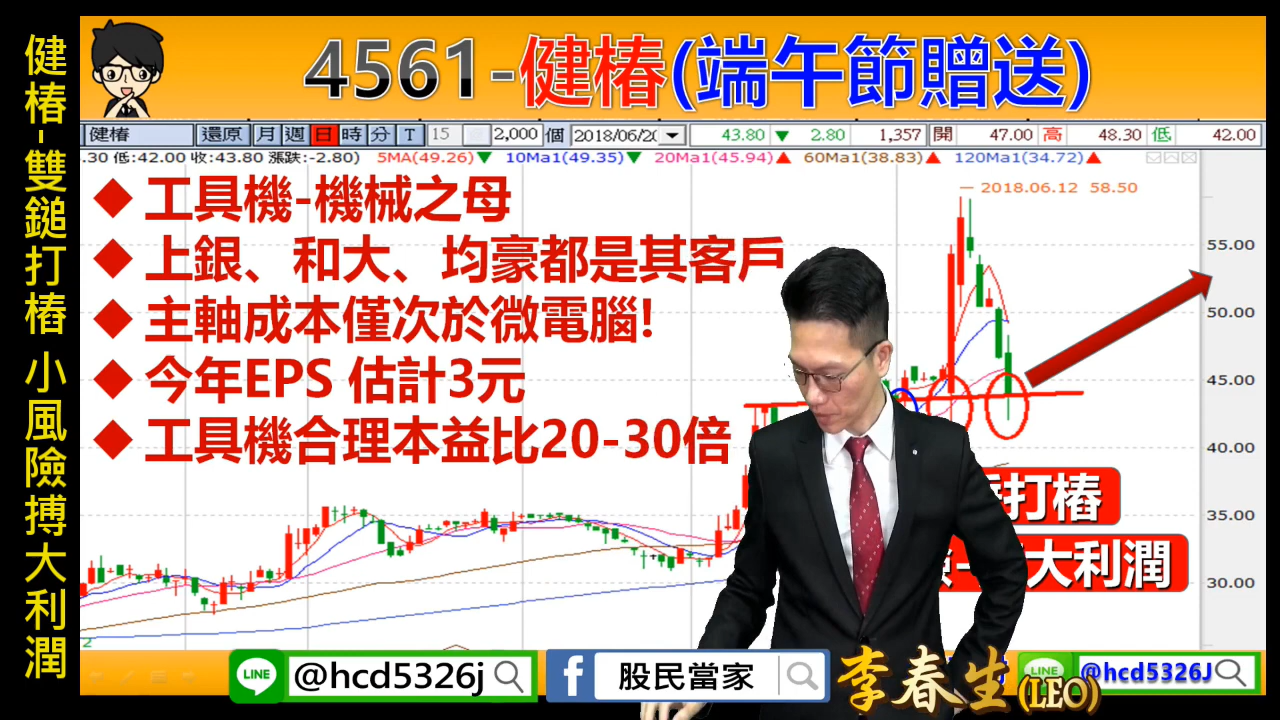 健椿-雙鎚打樁 小風險搏大利潤
4561-健椿(端午節贈送)
健椿 還原 月 週 日 時 分 T 15 2,000 個 2018/06/20 43.80 ▼ 2.80 1,357 開 47.00 高 48.30 低 42.00
.30 低:42.00 收:43.80 漲跌:-2.80) 5MA(49.26)▼ 10Ma1(49.35)▼ 20Ma1(45.94)▲ 60Ma1(38.83)▲ 120Ma1(34.72)▲
2018.06.12 58.50
◆ 工具機-機械之母
◆ 上銀、和大、均豪都是其客戶
◆ 主軸成本僅次於微電腦!
◆ 今年EPS 估計3元
◆ 工具機合理本益比20-30倍
55.00
50.00
45.00
40.00
35.00
30.00
打樁
大利潤
2
LINE @hcd5326j
f 股民當家
李春生(LEO)
LINE @hcd5326J